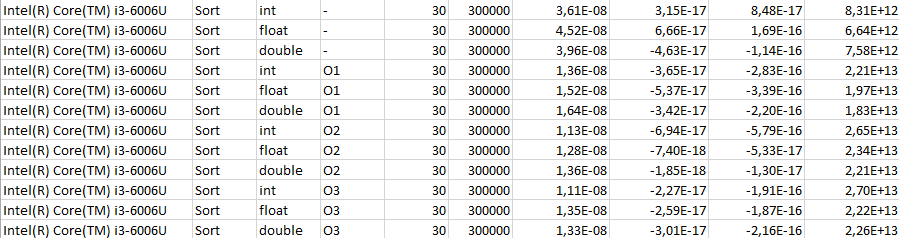 Intel(R) Core(TM) i3-6006U Sort int - 30 300000 3,61E-08 3,15E-17 8,48E-17 8,31E+12
Intel(R) Core(TM) i3-6006U Sort float - 30 300000 4,52E-08 6,66E-17 1,69E-16 6,64E+12
Intel(R) Core(TM) i3-6006U Sort double - 30 300000 3,96E-08 -4,63E-17 -1,14E-16 7,58E+12
Intel(R) Core(TM) i3-6006U Sort int O1 30 300000 1,36E-08 -3,65E-17 -2,83E-16 2,21E+13
Intel(R) Core(TM) i3-6006U Sort float O1 30 300000 1,52E-08 -5,37E-17 -3,39E-16 1,97E+13
Intel(R) Core(TM) i3-6006U Sort double O1 30 300000 1,64E-08 -3,42E-17 -2,20E-16 1,83E+13
Intel(R) Core(TM) i3-6006U Sort int O2 30 300000 1,13E-08 -6,94E-17 -5,79E-16 2,65E+13
Intel(R) Core(TM) i3-6006U Sort float O2 30 300000 1,28E-08 -7,40E-18 -5,33E-17 2,34E+13
Intel(R) Core(TM) i3-6006U Sort double O2 30 300000 1,36E-08 -1,85E-18 -1,30E-17 2,21E+13
Intel(R) Core(TM) i3-6006U Sort int O3 30 300000 1,11E-08 -2,27E-17 -1,91E-16 2,70E+13
Intel(R) Core(TM) i3-6006U Sort float O3 30 300000 1,35E-08 -2,59E-17 -1,87E-16 2,22E+13
Intel(R) Core(TM) i3-6006U Sort double O3 30 300000 1,33E-08 -3,01E-17 -2,16E-16 2,26E+13